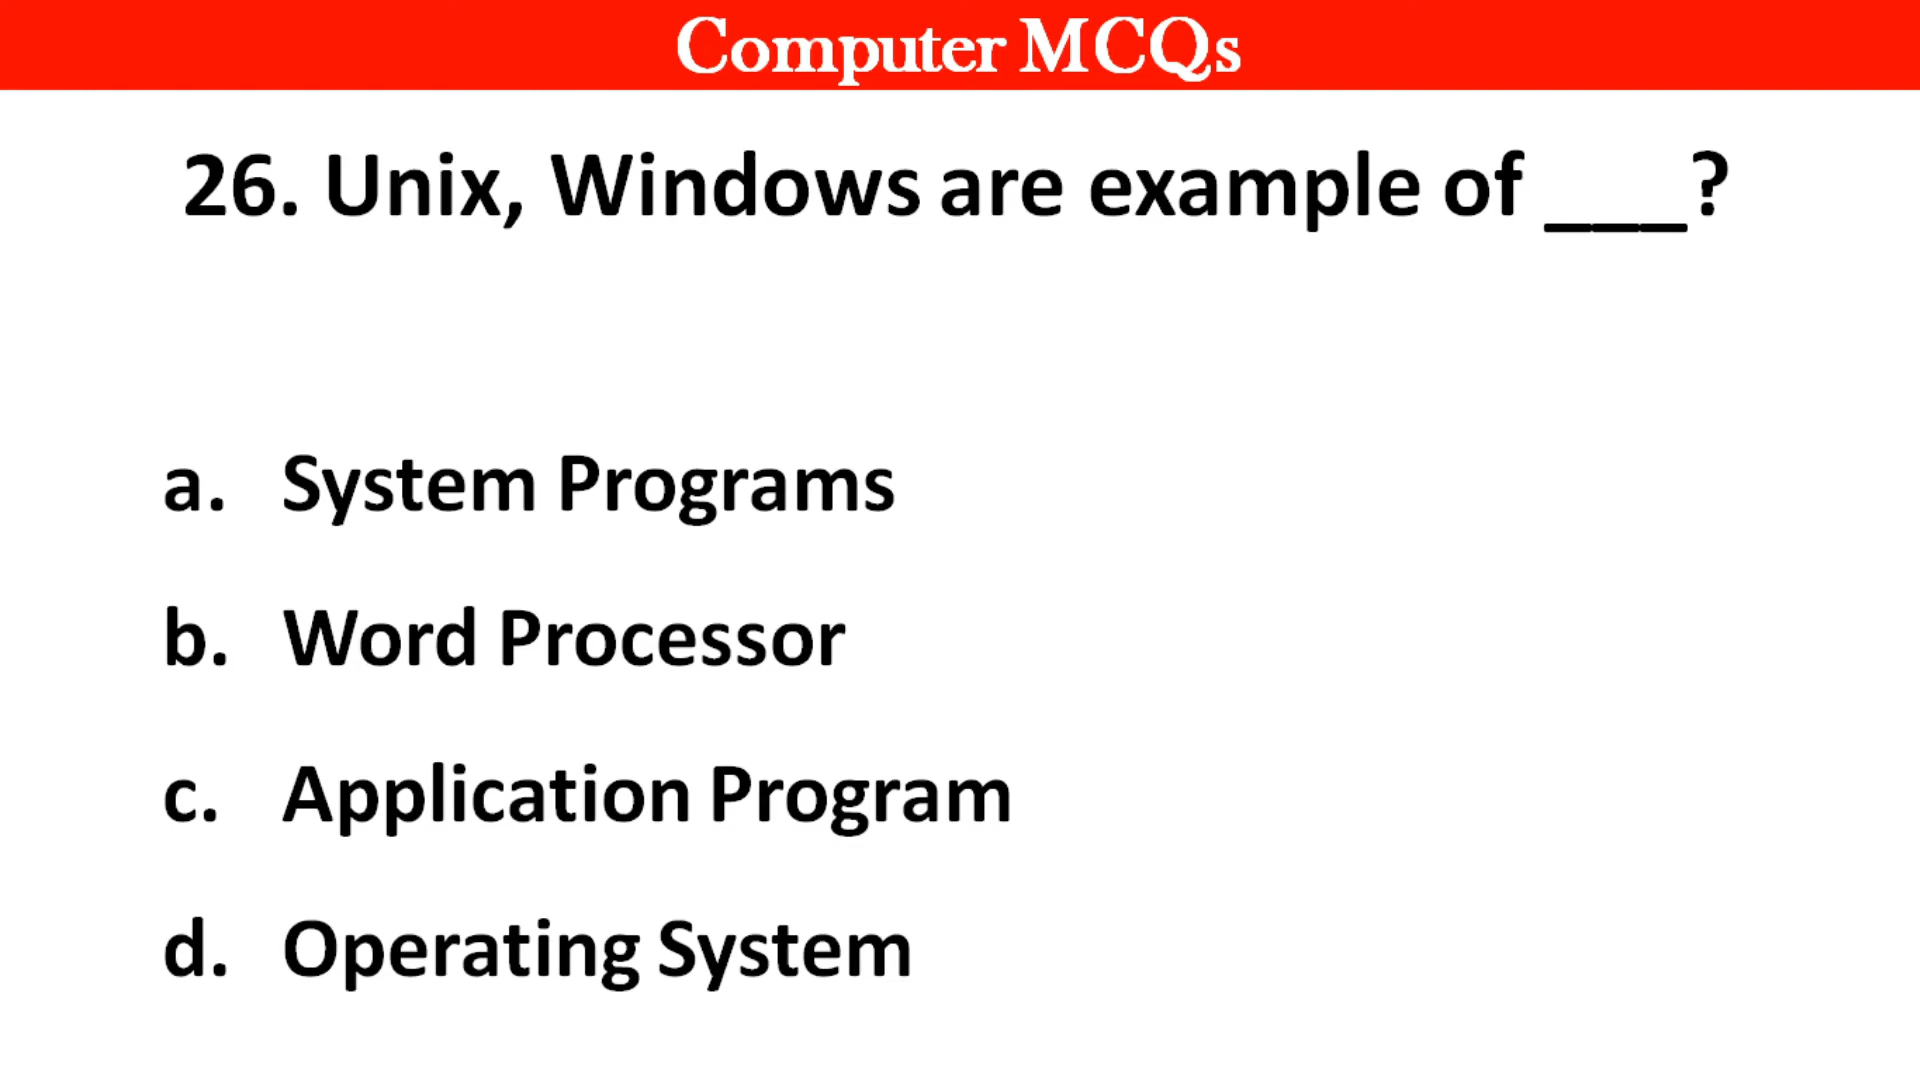 Computer MCQs
26. Unix, Windows are example of ___?
a. System Programs
b. Word Processor
c. Application Program
d. Operating System